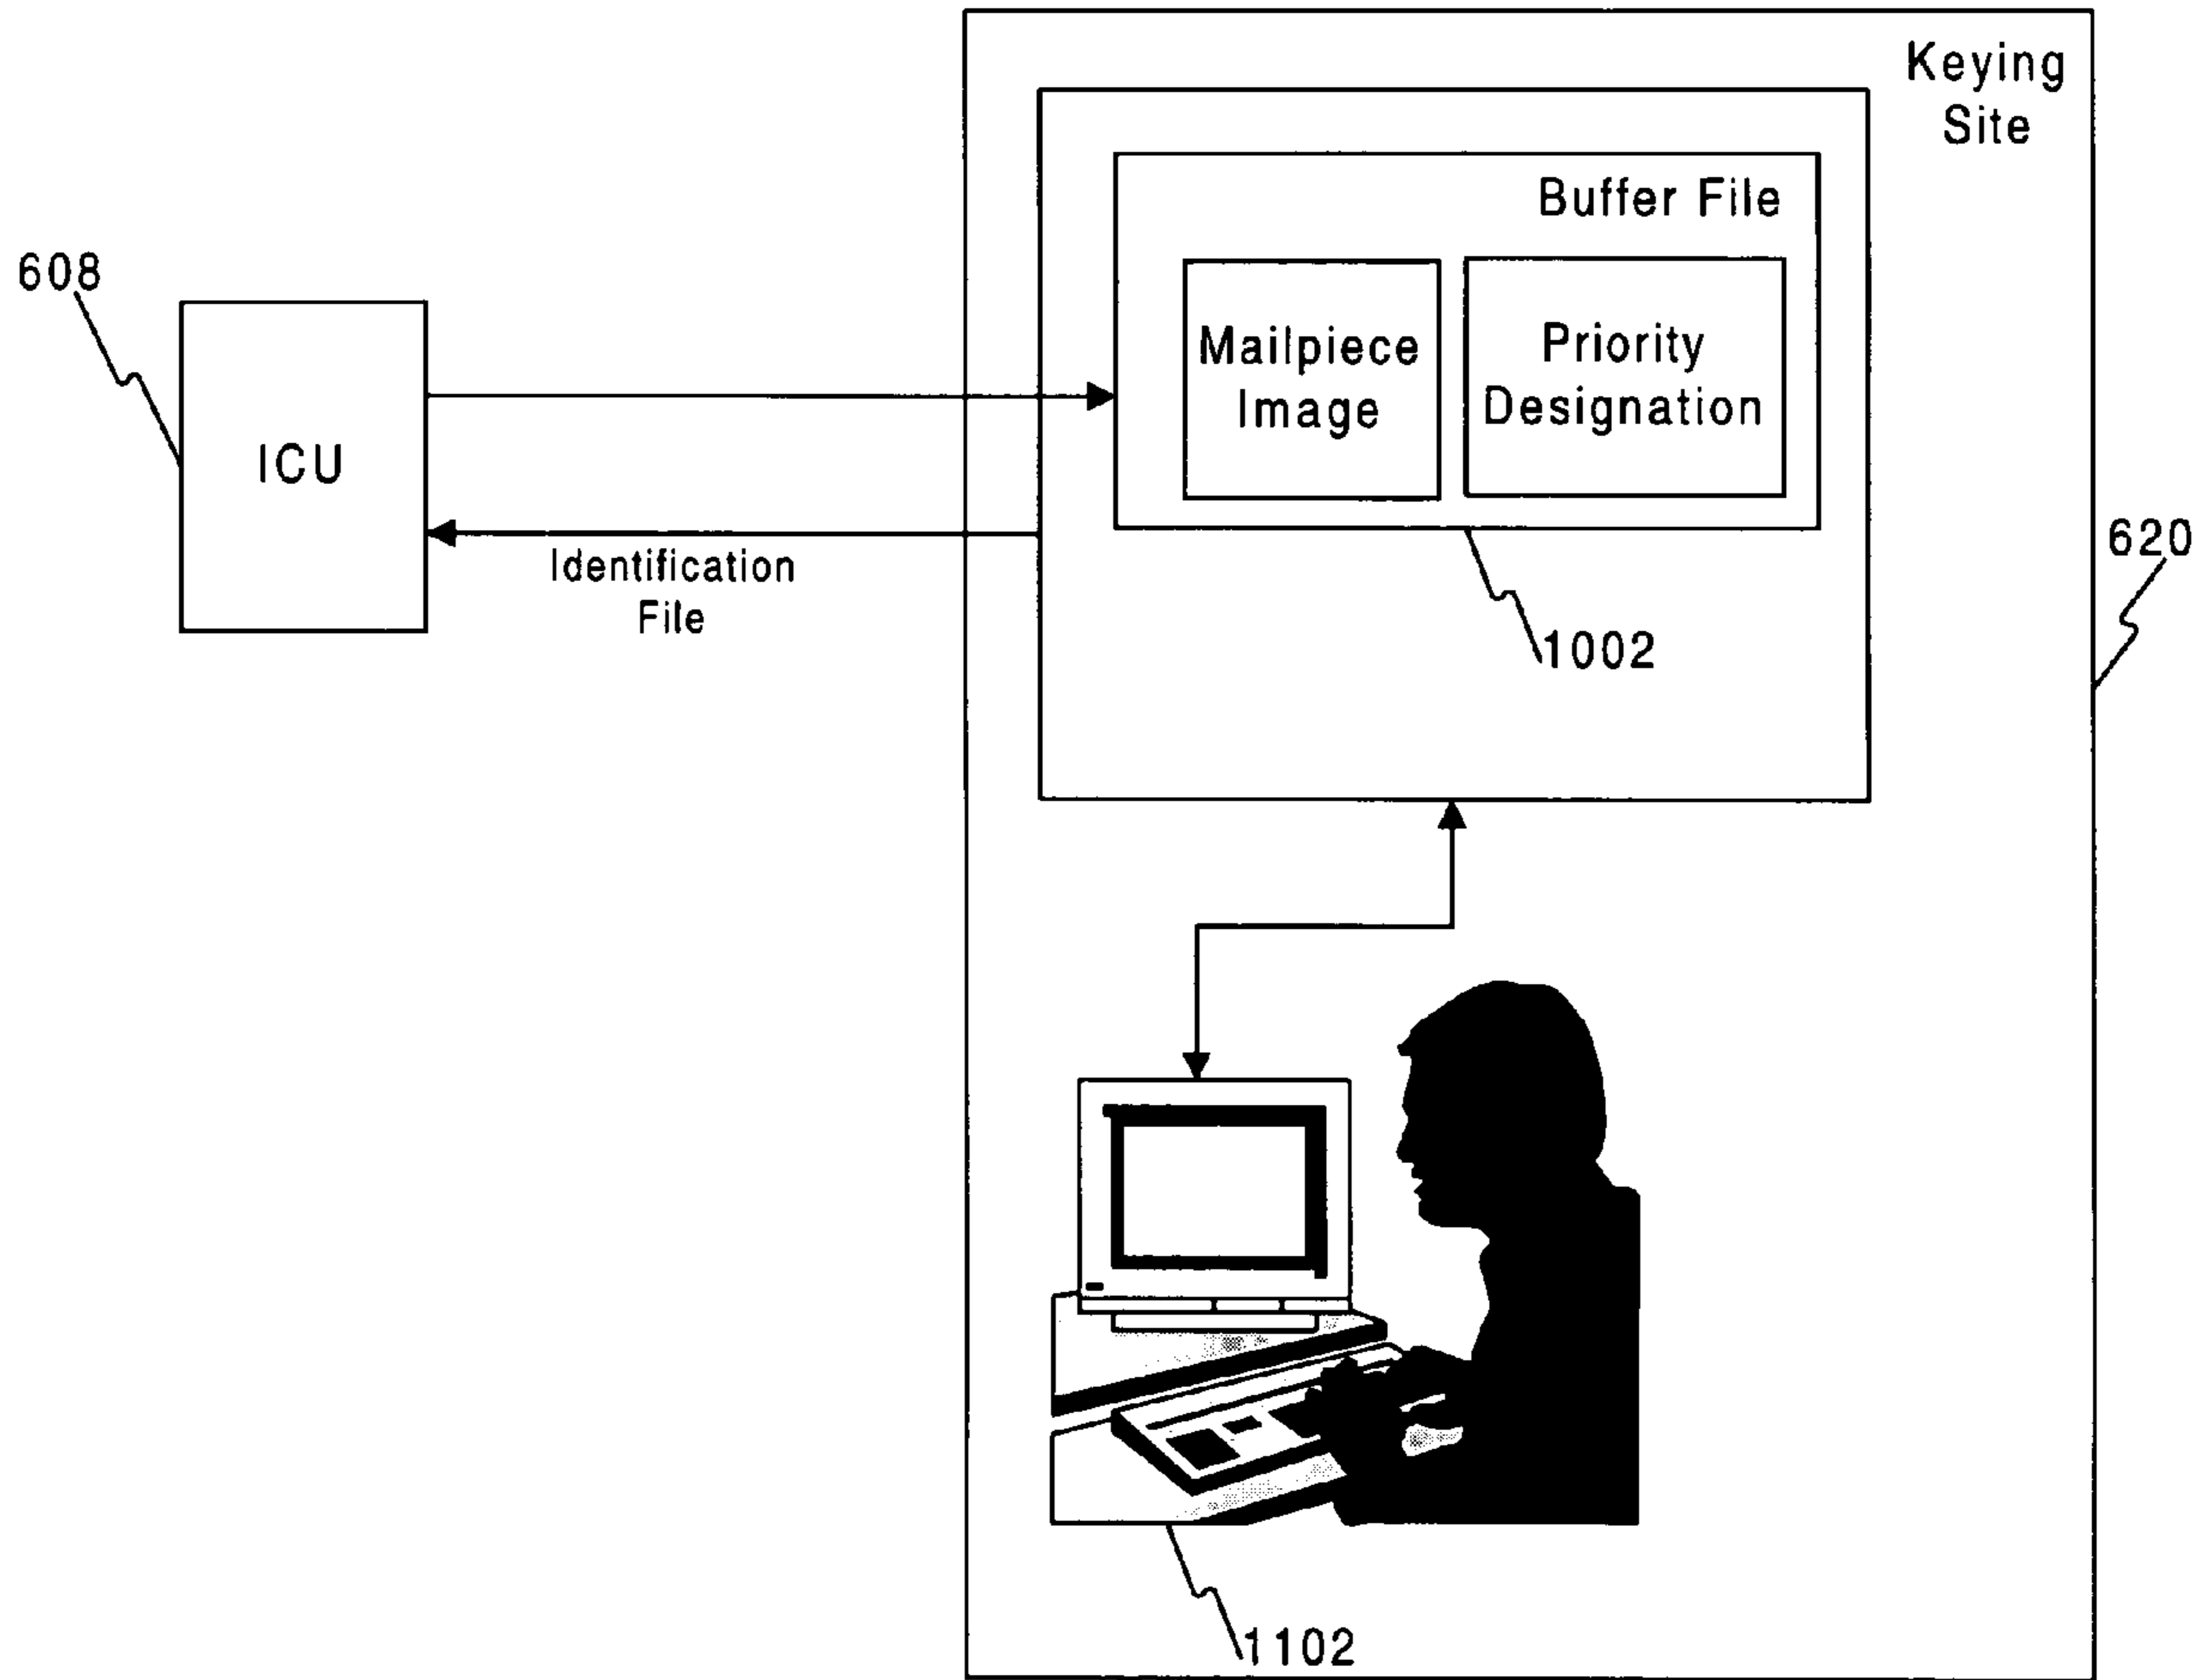 Keying
Site
Buffer File
608
Mailpiece
Image
Priority
Designation
ICU
620
Identification
File
1002
1102